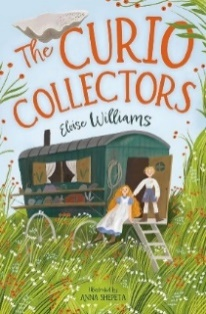 The CURIO
COLLECTORS
Eloise Williams
Illustrated by
ANNA SHEPETA